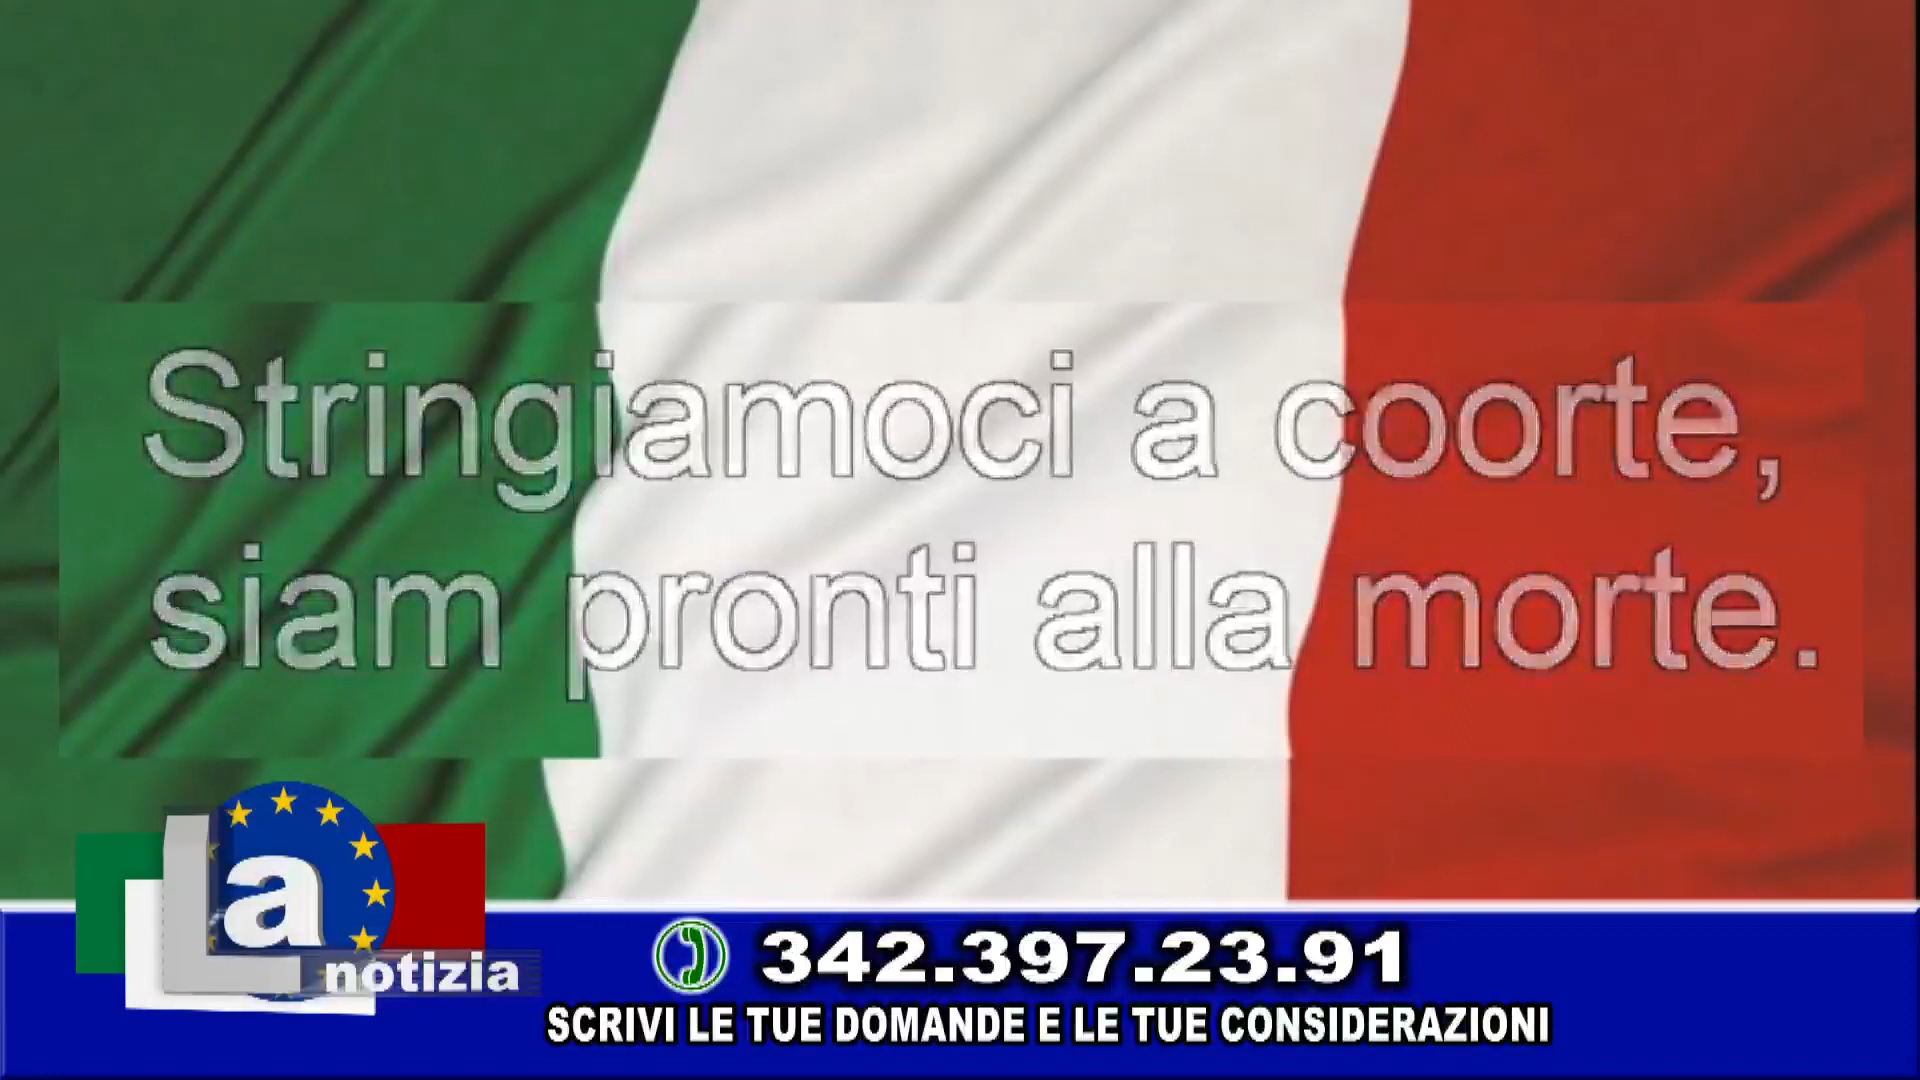 Stringiamoci a coorte,
siam pronti alla morte.
La
notizia
342.397.23.91
SCRIVI LE TUE DOMANDE E LE TUE CONSIDERAZIONI